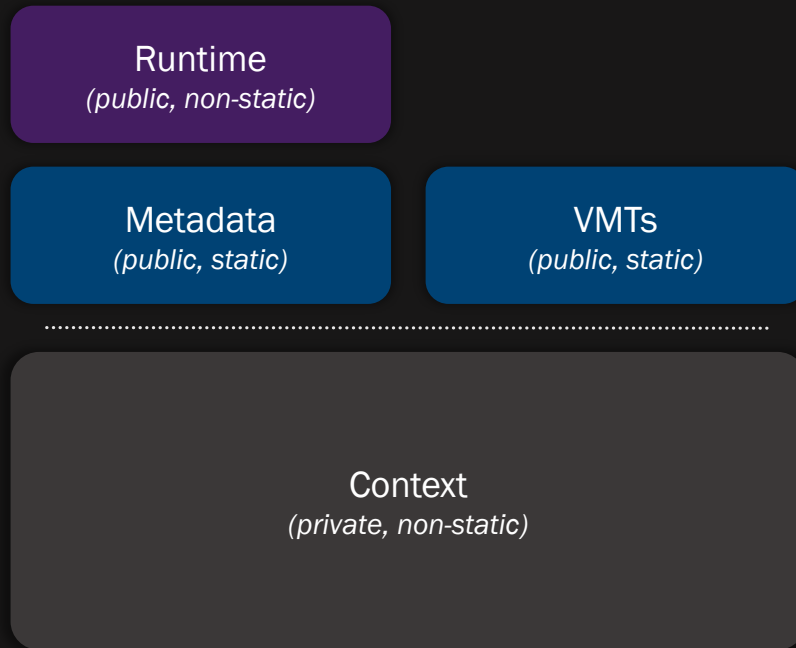 Runtime
(public, non-static)
Metadata
(public, static)
VMTs
(public, static)
Context
(private, non-static)